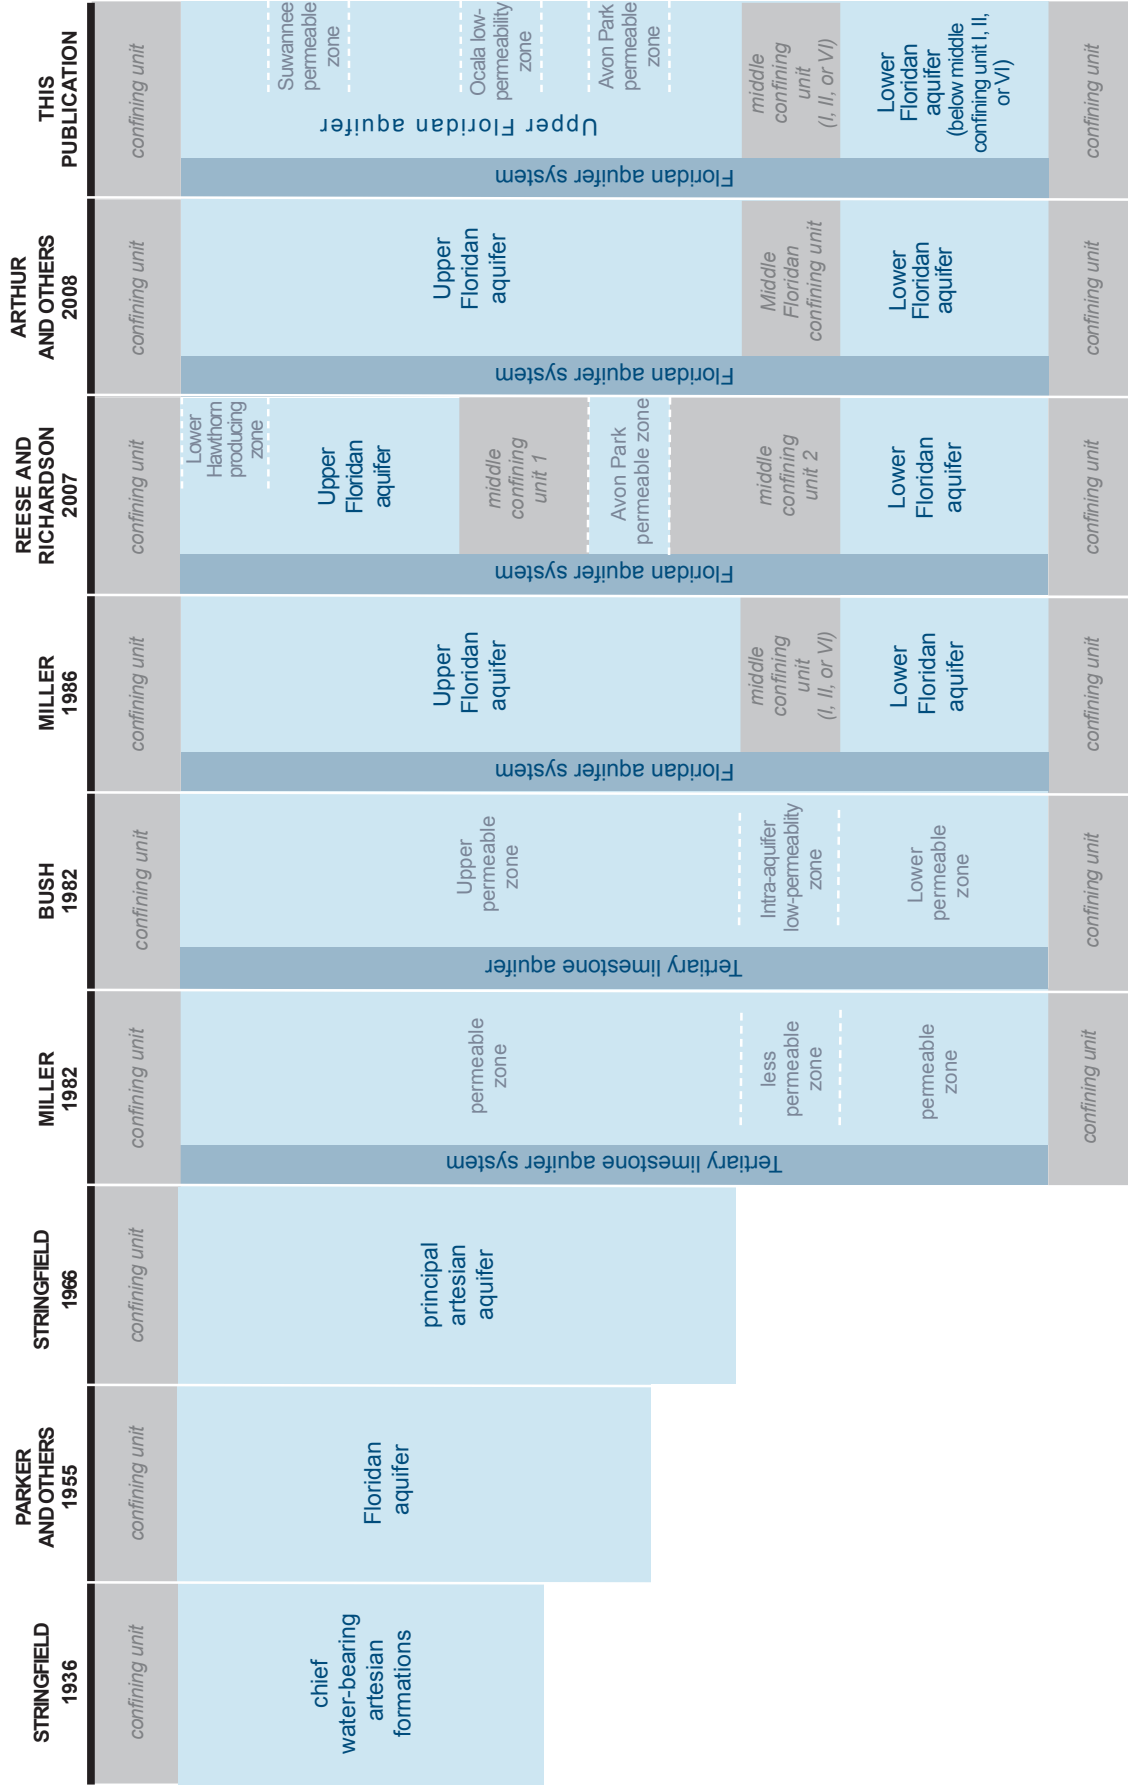 STRINGFIELD
1936
confining unit
chief
water-bearing
artesian
formations
PARKER
AND OTHERS
1955
confining unit
Floridan
aquifer
STRINGFIELD
1966
confining unit
principal
artesian
aquifer
MILLER
1982
confining unit
Tertiary limestone aquifer system
permeable
zone
less
permeable
zone
permeable
zone
confining unit
BUSH
1982
confining unit
Tertiary limestone aquifer
Upper
permeable
zone
Intra-aquifer
low-permeablity
zone
Lower
permeable
zone
confining unit
MILLER
1986
confining unit
Floridan aquifer system
Upper
Floridan
aquifer
middle
confining
unit
(I, II, or VI)
Lower
Floridan
aquifer
confining unit
REESE AND
RICHARDSON
2007
confining unit
Floridan aquifer system
Lower
Hawthorn
producing
zone
Upper
Floridan
aquifer
middle
confining
unit 1
Avon Park
permeable zone
middle
confining
unit 2
Lower
Floridan
aquifer
confining unit
ARTHUR
AND OTHERS
2008
confining unit
Floridan aquifer system
Upper
Floridan
aquifer
Middle
Floridan
confining unit
Lower
Floridan
aquifer
confining unit
THIS
PUBLICATION
confining unit
Floridan aquifer system
Upper Floridan aquifer
Suwannee
permeable
zone
Ocala low-
permeability
zone
Avon Park
permeable
zone
middle
confining
unit
(I, II, or VI)
Lower
Floridan
aquifer
(below middle
confining unit I, II,
or VI)
confining unit